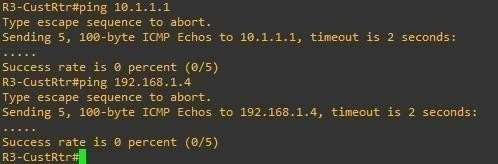 R3-CustRtr#ping 10.1.1.1
Type escape sequence to abort.
Sending 5, 100-byte ICMP Echos to 10.1.1.1, timeout is 2 seconds:
.....
Success rate is 0 percent (0/5)
R3-CustRtr#ping 192.168.1.4
Type escape sequence to abort.
Sending 5, 100-byte ICMP Echos to 192.168.1.4, timeout is 2 seconds:
.....
Success rate is 0 percent (0/5)
R3-CustRtr#